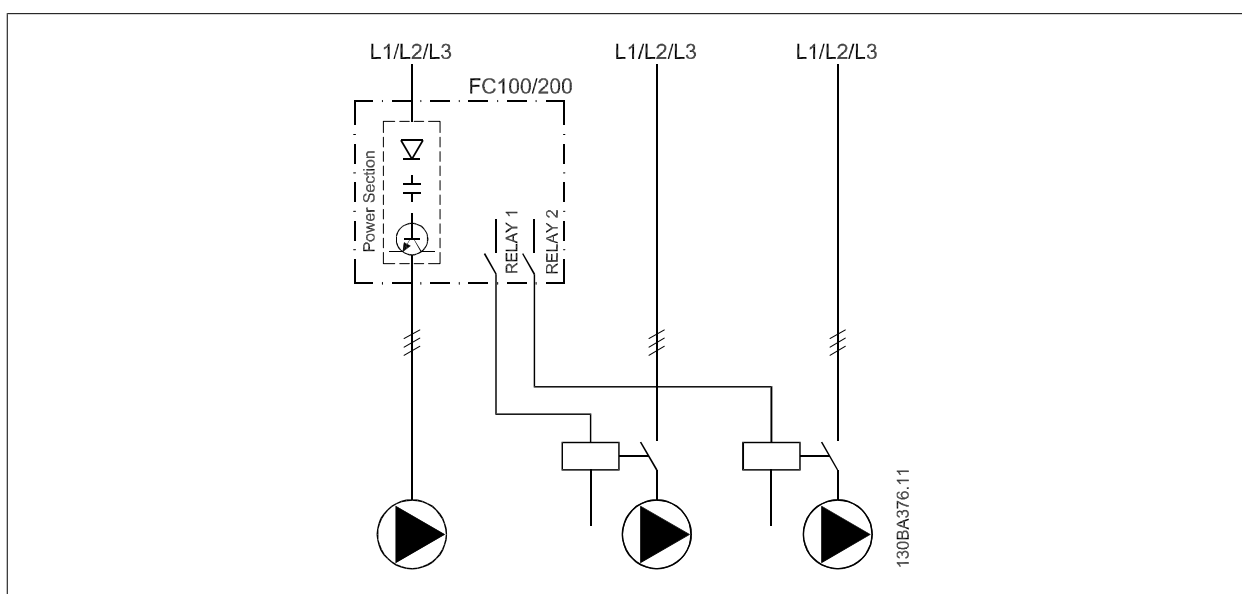 L1/L2/L3
L1/L2/L3
L1/L2/L3
FC100/200
Power Section
RELAY 1
RELAY 2
130BA376.11